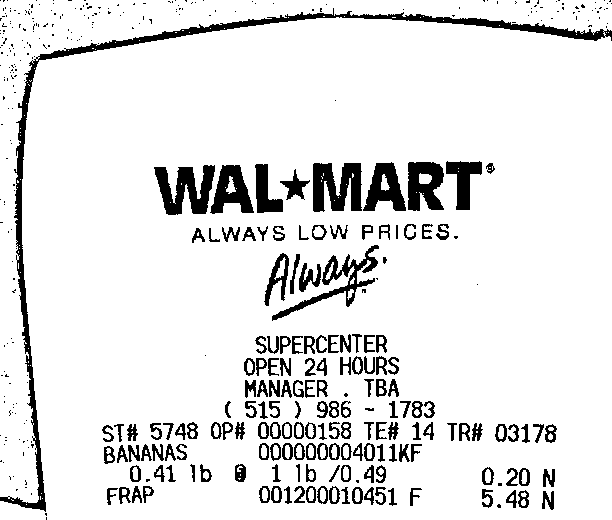 WAL★MART®
ALWAYS LOW PRICES.
Always.
SUPERCENTER
OPEN 24 HOURS
MANAGER . TBA
( 515 ) 986 - 1783
ST# 5748 OP# 00000158 TE# 14 TR# 03178
BANANAS 000000004011KF
0.41 lb @ 1 lb /0.49 0.20 N
FRAP 001200010451 F 5.48 N